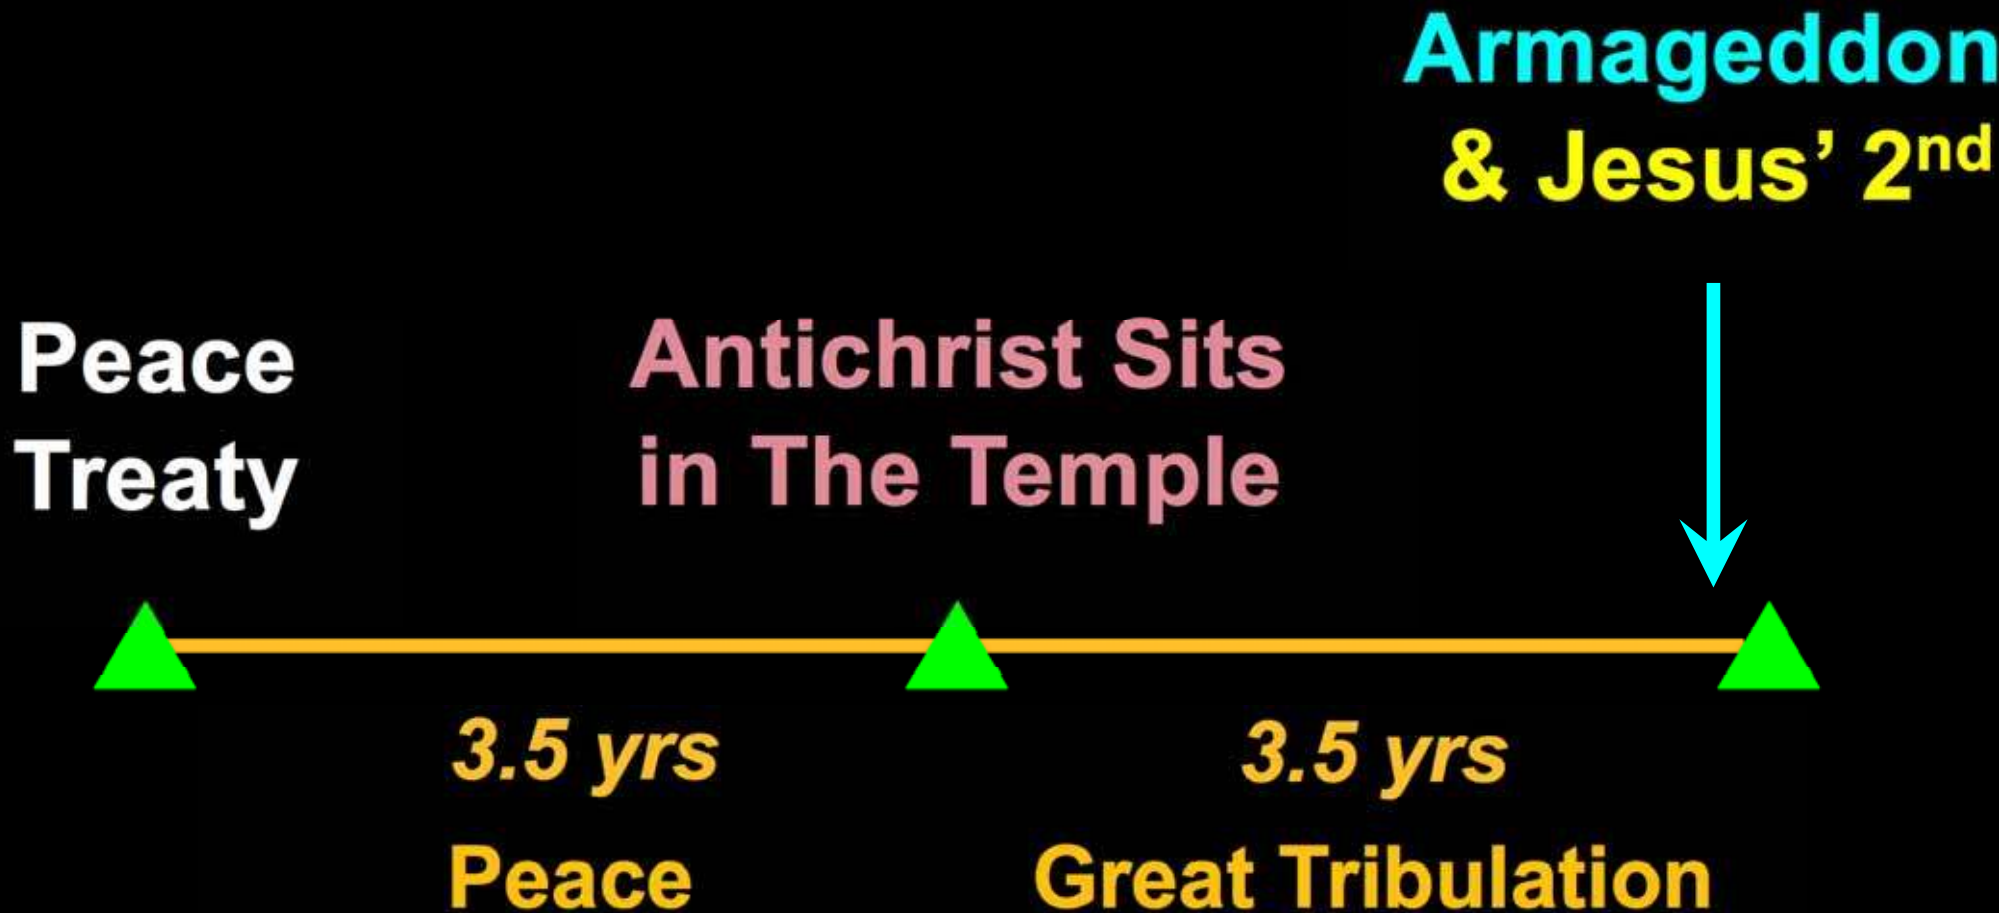 Armageddon
& Jesus’ 2nd
Peace
Treaty
Antichrist Sits
in The Temple
3.5 yrs
Peace
3.5 yrs
Great Tribulation